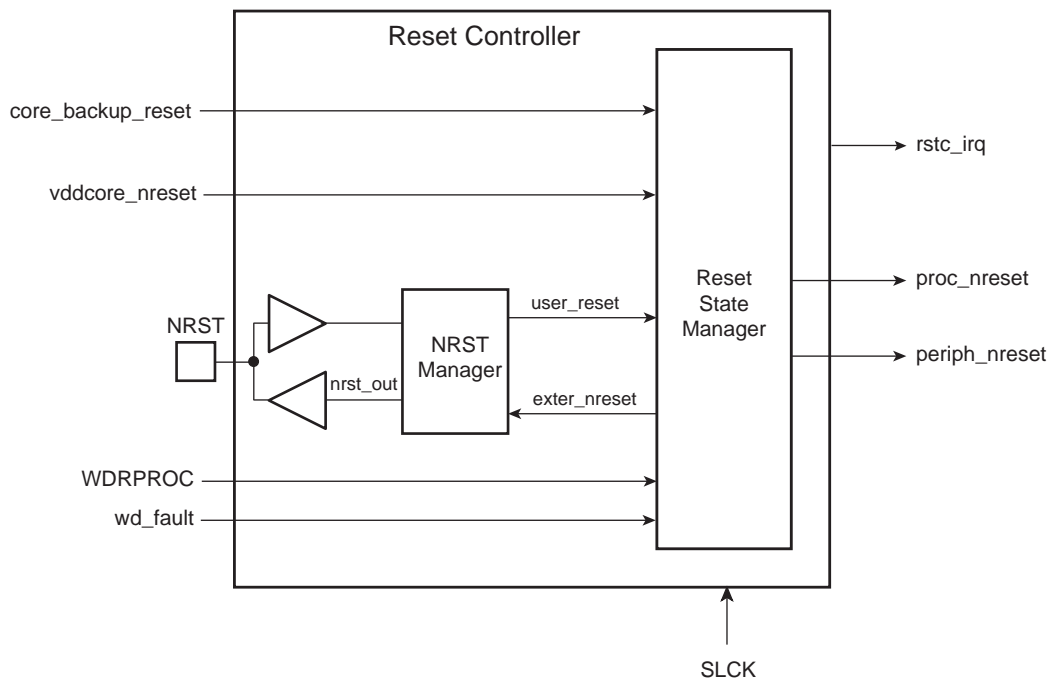 Reset Controller
core_backup_reset
rstc_irq
vddcore_nreset
Reset
State
Manager
proc_nreset
user_reset
NRST
NRST
Manager
periph_nreset
nrst_out
exter_nreset
WDRPROC
wd_fault
SLCK